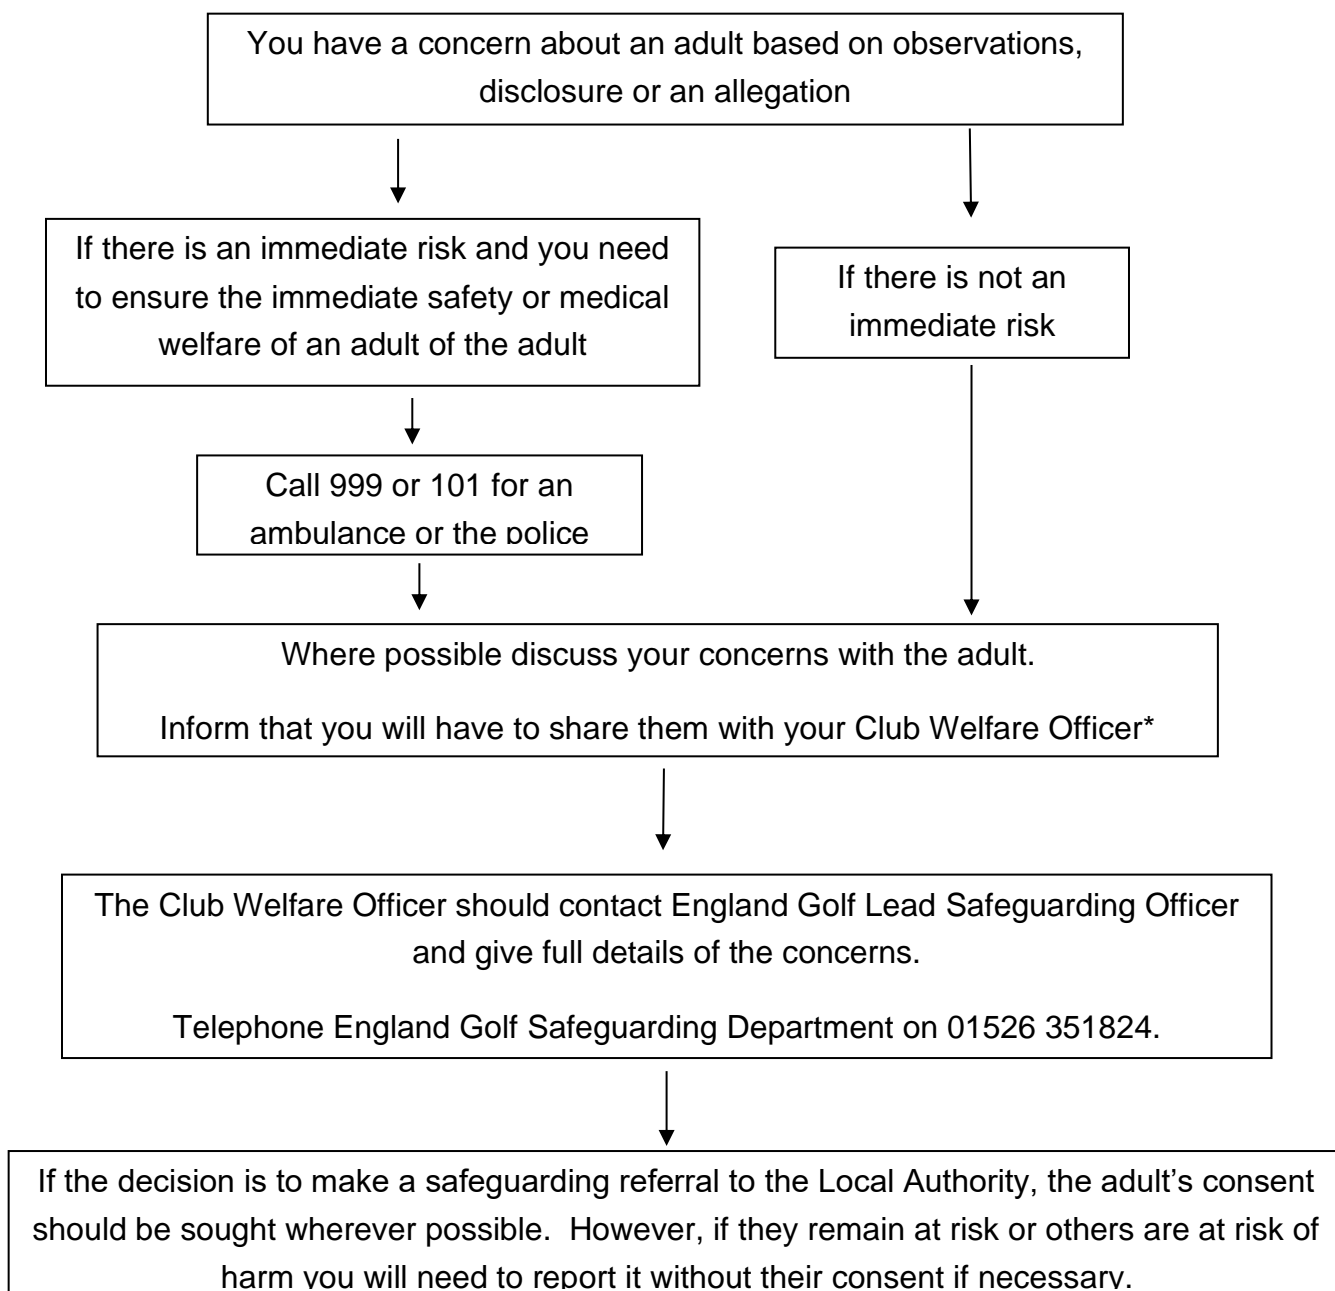 You have a concern about an adult based on observations,
disclosure or an allegation
If there is an immediate risk and you need
to ensure the immediate safety or medical
welfare of an adult of the adult
If there is not an
immediate risk
Call 999 or 101 for an
ambulance or the police
Where possible discuss your concerns with the adult.
Inform that you will have to share them with your Club Welfare Officer*
The Club Welfare Officer should contact England Golf Lead Safeguarding Officer
and give full details of the concerns.
Telephone England Golf Safeguarding Department on 01526 351824.
If the decision is to make a safeguarding referral to the Local Authority, the adult’s consent
should be sought wherever possible.  However, if they remain at risk or others are at risk of
harm you will need to report it without their consent if necessary.